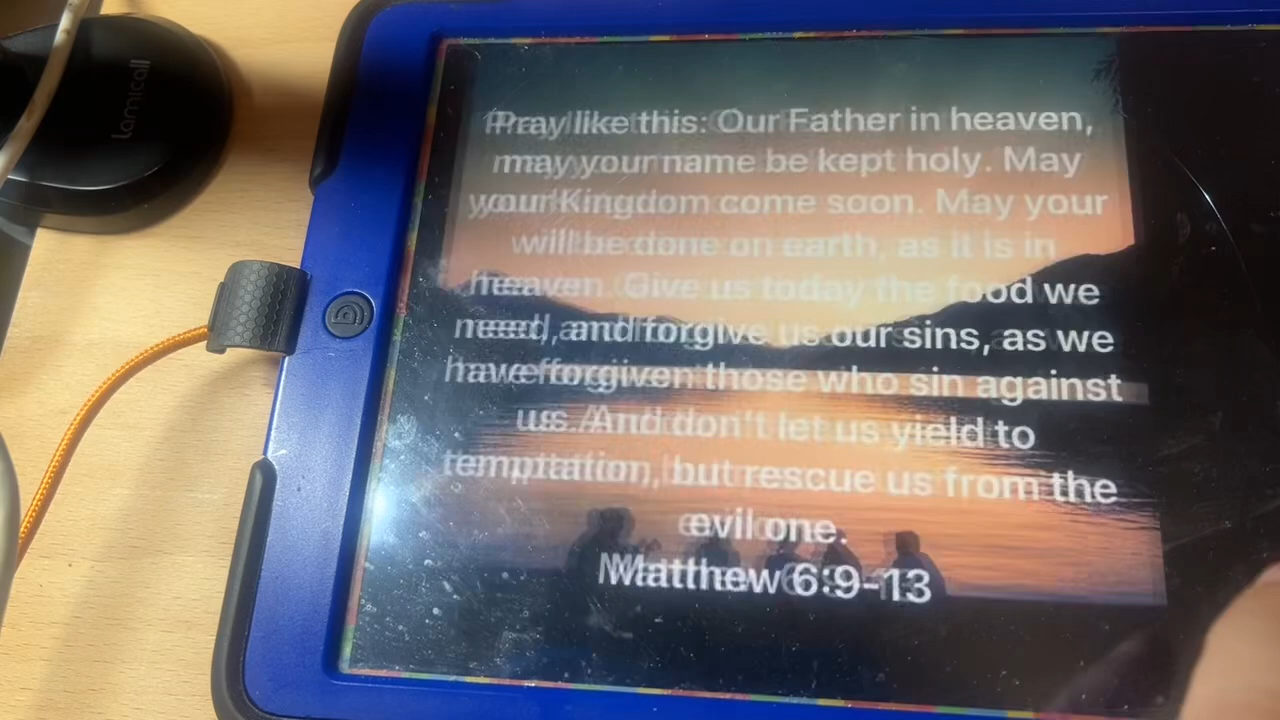 Lamicall
Pray like this: Our Father in heaven,
may your name be kept holy. May
your Kingdom come soon. May your
will be done on earth, as it is in
heaven. Give us today the food we
need, and forgive us our sins, as we
have forgiven those who sin against
us. And don't let us yield to
temptation, but rescue us from the
evil one.
Matthew 6:9-13